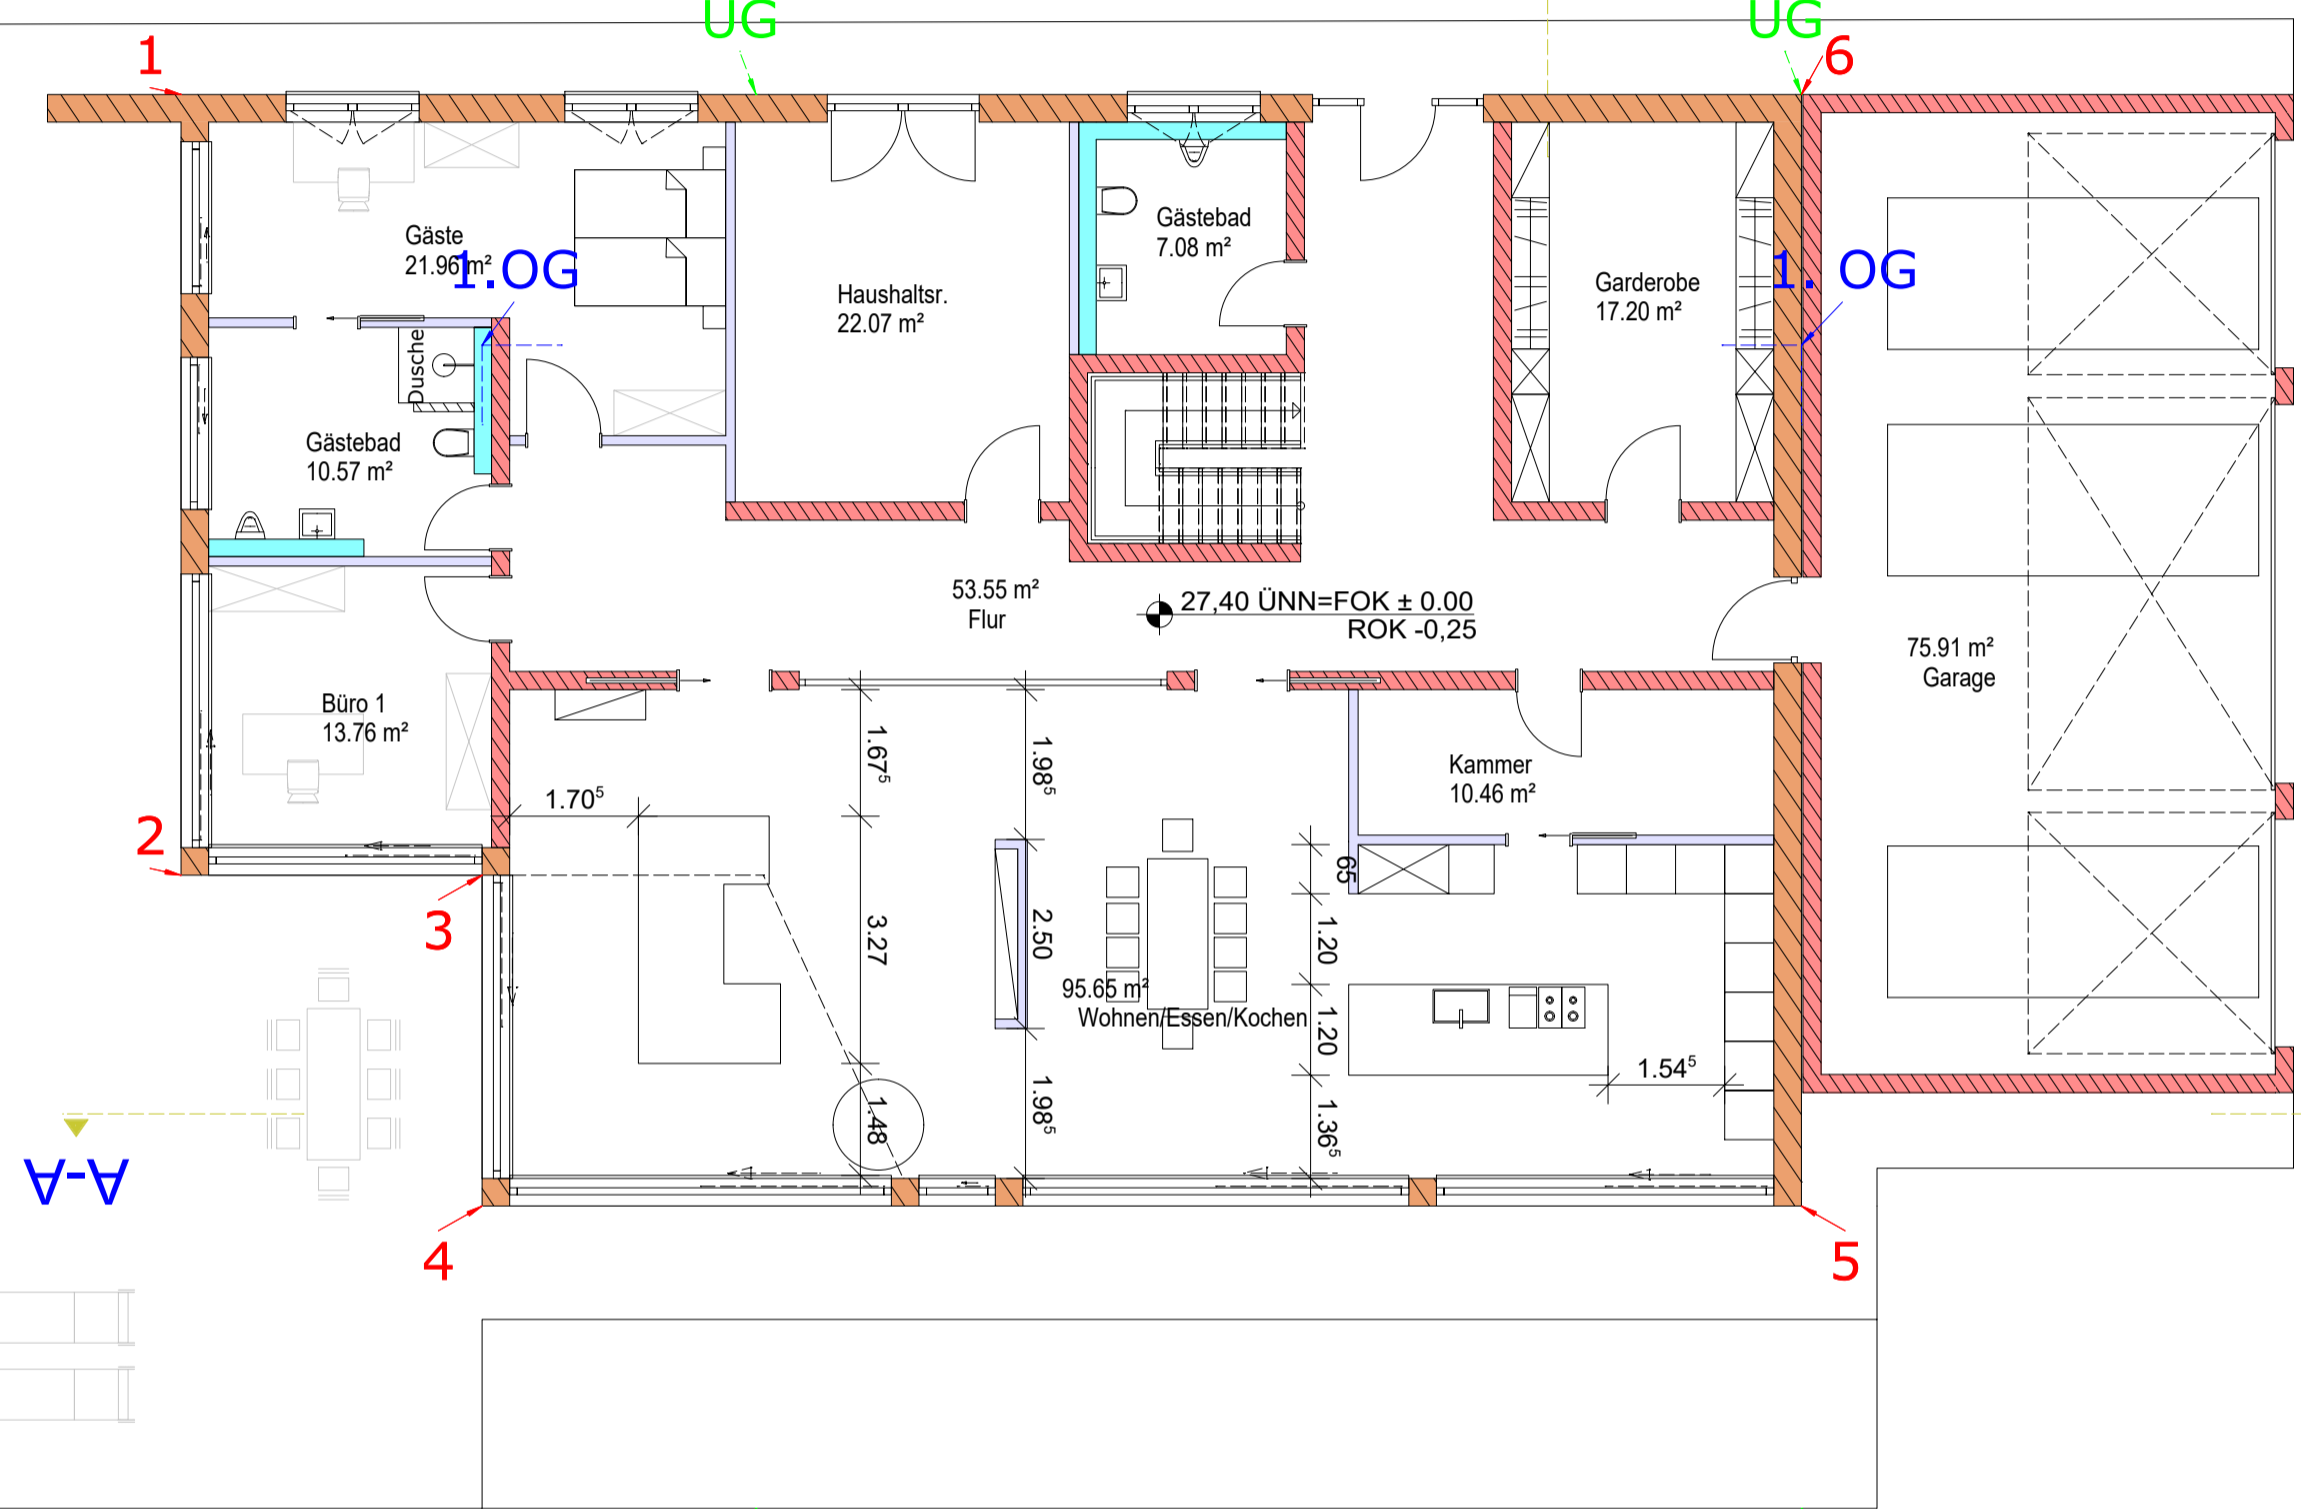 UG
UG
1
6
Gäste
21.96 m²
1.OG
Gästebad
7.08 m²
Haushaltsr.
22.07 m²
Garderobe
17.20 m²
1. OG
Dusche
Gästebad
10.57 m²
53.55 m²
Flur
27,40 ÜNN=FOK ± 0.00
ROK -0,25
75.91 m²
Garage
Büro 1
13.76 m²
1.67⁵
1.98⁵
Kammer
10.46 m²
1.70⁵
2
65
3
3.27
2.50
1.20
95.65 m²
Wohnen/Essen/Kochen
1.20
1.54⁵
1.48
1.98⁵
1.36⁵
A-A
4
5